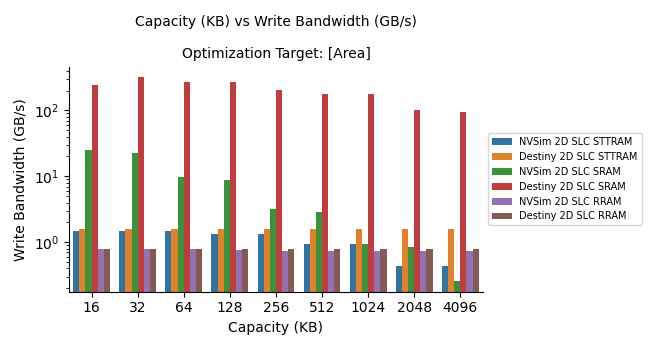 Capacity (KB) vs Write Bandwidth (GB/s)
Optimization Target: [Area]
Write Bandwidth (GB/s)
10²
10¹
10⁰
16 32 64 128 256 512 1024 2048 4096
Capacity (KB)
NVSim 2D SLC STTRAM
Destiny 2D SLC STTRAM
NVSim 2D SLC SRAM
Destiny 2D SLC SRAM
NVSim 2D SLC RRAM
Destiny 2D SLC RRAM